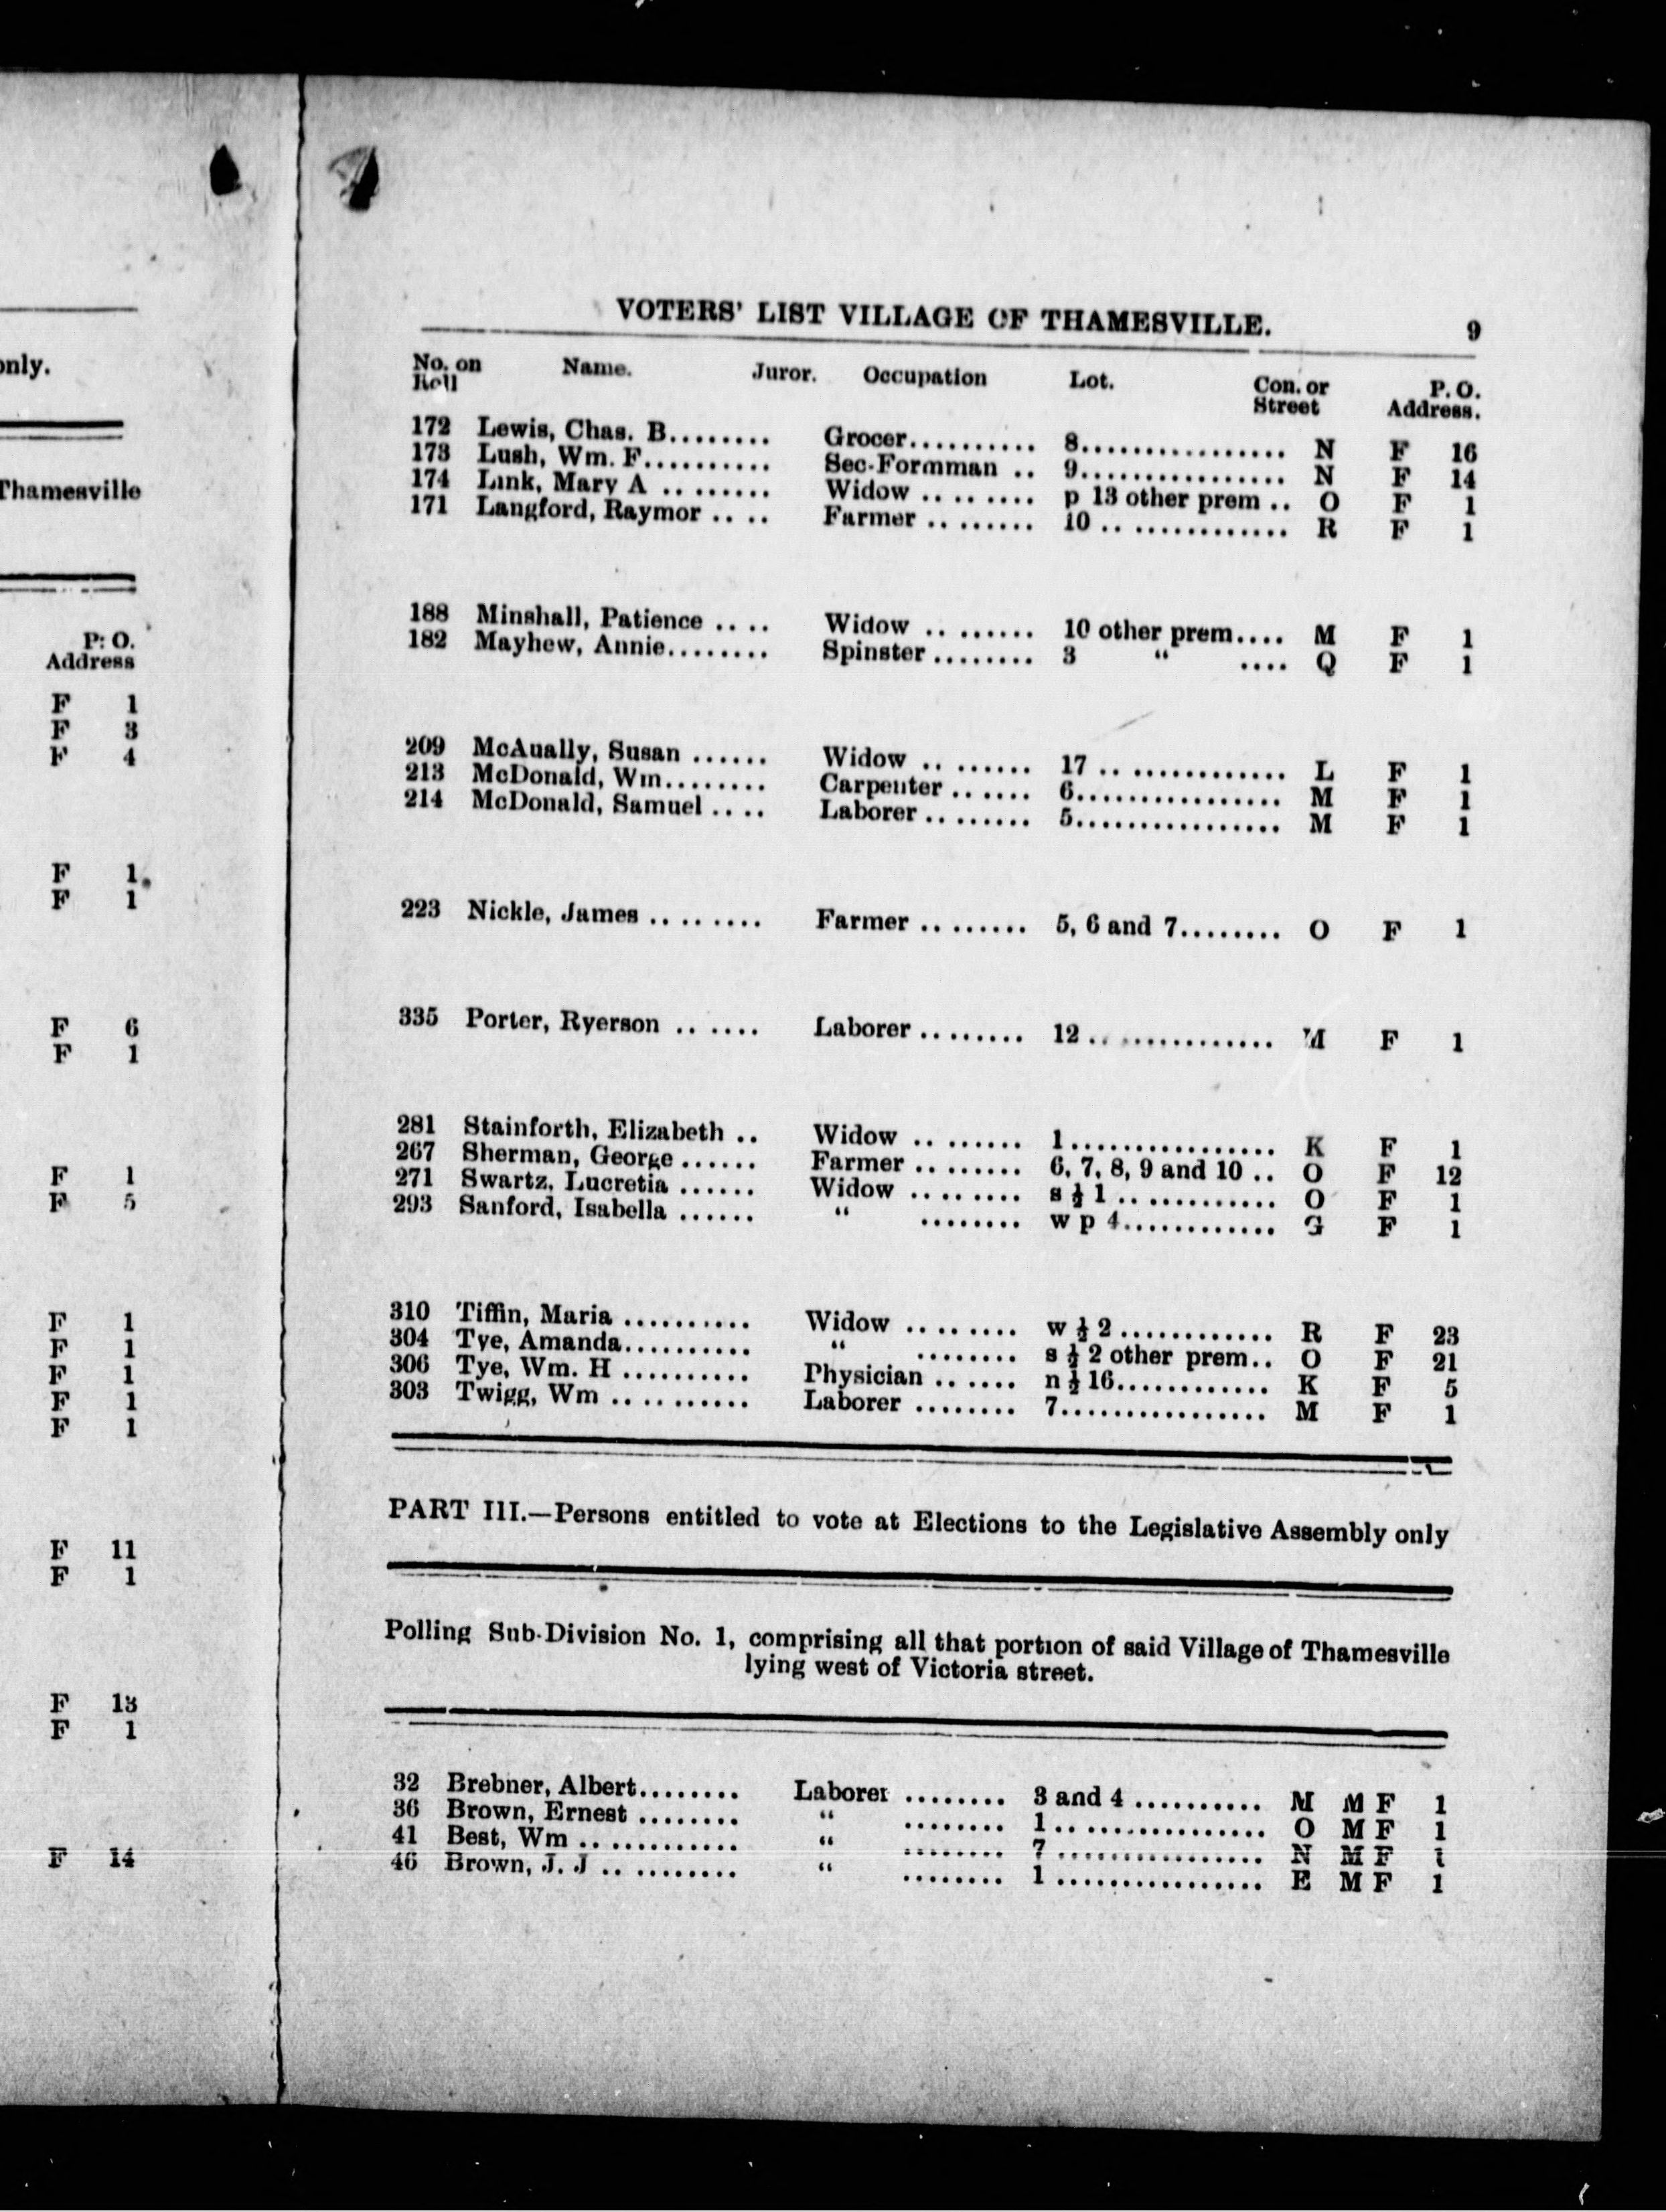 only.
Thamesville
P. O.
Address
F 1
F 3
F 4
F 1
F 1
F 6
F 1
F 1
F 5
F 1
F 1
F 1
F 1
F 1
F 11
F 1
F 13
F 1
F 14
VOTERS' LIST VILLAGE OF THAMESVILLE. 9
No. on Roll Name. Juror. Occupation Lot. Con. or Street P. O. Address.
172 Lewis, Chas. B........ Grocer.......... 8................ N F 16
173 Lush, Wm. F.......... Sec-Formman .. 9................ N F 14
174 Link, Mary A .. ...... Widow .. ...... p 13 other prem .. O F 1
171 Langford, Raymor .. .. Farmer .. ...... 10 .. ............ R F 1
188 Minshall, Patience .. .. Widow .. ...... 10 other prem.... M F 1
182 Mayhew, Annie........ Spinster ........ 3 " .... Q F 1
209 McAually, Susan ...... Widow .. ...... 17 .. ............ L F 1
213 McDonald, Wm........ Carpenter .. .... 6................ M F 1
214 McDonald, Samuel .. .. Laborer .. ...... 5................ M F 1
223 Nickle, James .. ...... Farmer .. ...... 5, 6 and 7........ O F 1
335 Porter, Ryerson .. .... Laborer .. ...... 12 .. ............ M F 1
281 Stainforth, Elizabeth .. Widow .. ...... 1................ K F 1
267 Sherman, George ...... Farmer .. ...... 6, 7, 8, 9 and 10 .. O F 12
271 Swartz, Lucretia ...... Widow .. ...... s ½ 1 .. .......... O F 1
293 Sanford, Isabella ...... " ........ w p 4............ G F 1
310 Tiffin, Maria .......... Widow .. ...... w ½ 2 ............ R F 23
304 Tye, Amanda.......... " ........ s ½ 2 other prem.. O F 21
306 Tye, Wm. H .......... Physician .. .... n ½ 16............ K F 5
303 Twigg, Wm .. ........ Laborer ........ 7................ M F 1
PART III.—Persons entitled to vote at Elections to the Legislative Assembly only
Polling Sub-Division No. 1, comprising all that portion of said Village of Thamesville
lying west of Victoria street.
32 Brebner, Albert........ Laborer ........ 3 and 4 .......... M M F 1
36 Brown, Ernest ........ " ........ 1.. .............. O M F 1
41 Best, Wm .. .......... " ........ 7 ................ N M F 1
46 Brown, J. J .. ........ " ........ 1 ................ E M F 1